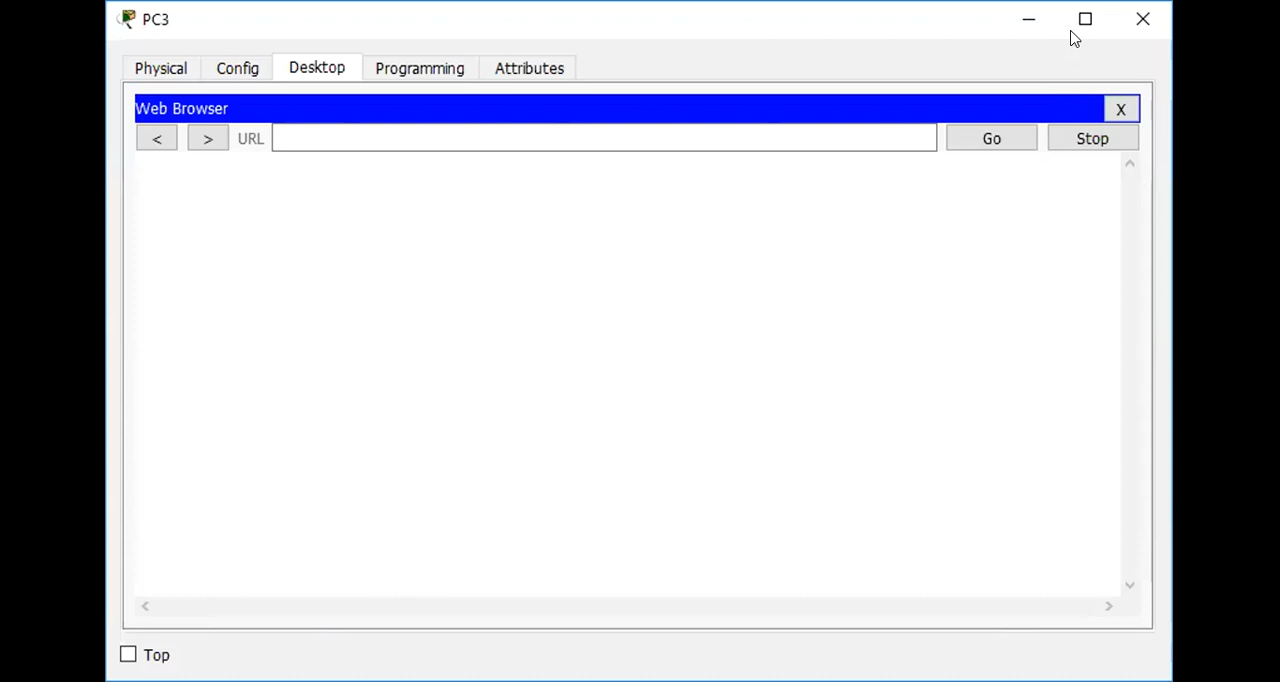 PC3
Physical Config Desktop Programming Attributes
Web Browser X
< > URL Go Stop
Top